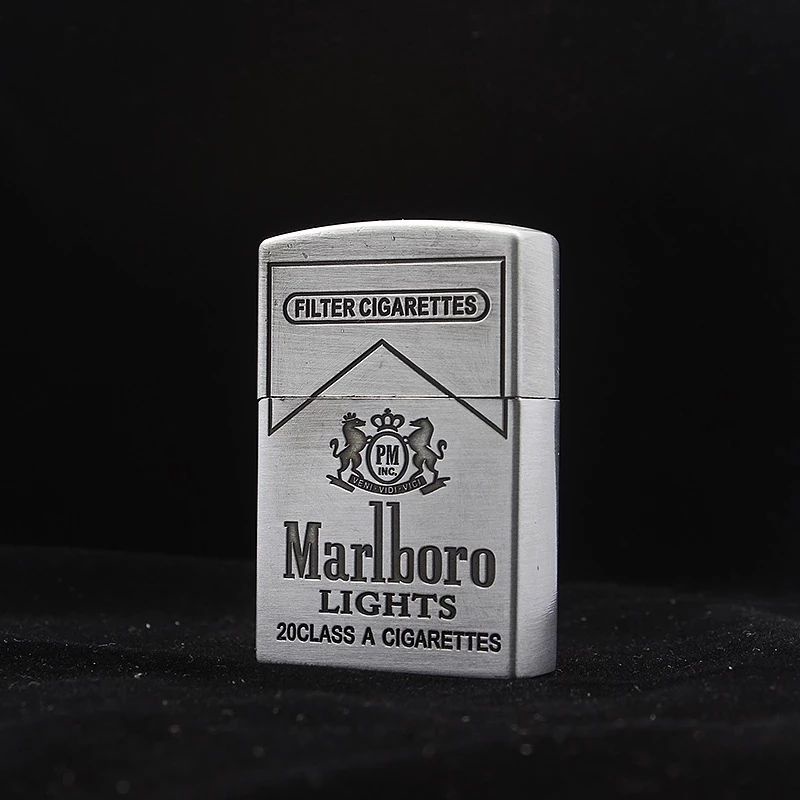 FILTER CIGARETTES
PM
INC.
VENI·VIDI·VICI
Marlboro
LIGHTS
20CLASS A CIGARETTES